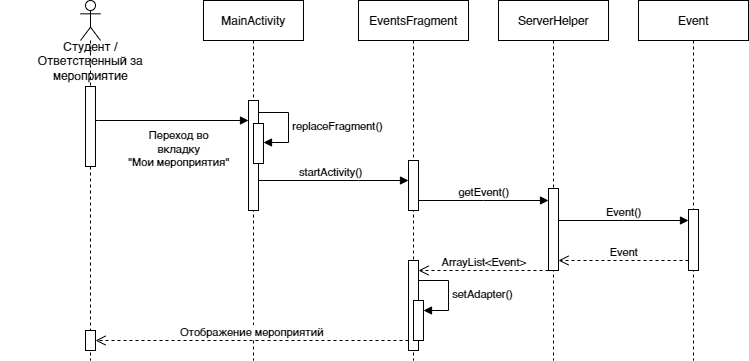 MainActivity
EventsFragment
ServerHelper
Event
Студент /
Ответственный за
мероприятие
replaceFragment()
Переход во
вкладку
"Мои мероприятия"
startActivity()
getEvent()
Event()
Event
ArrayList<Event>
setAdapter()
Отображение мероприятий